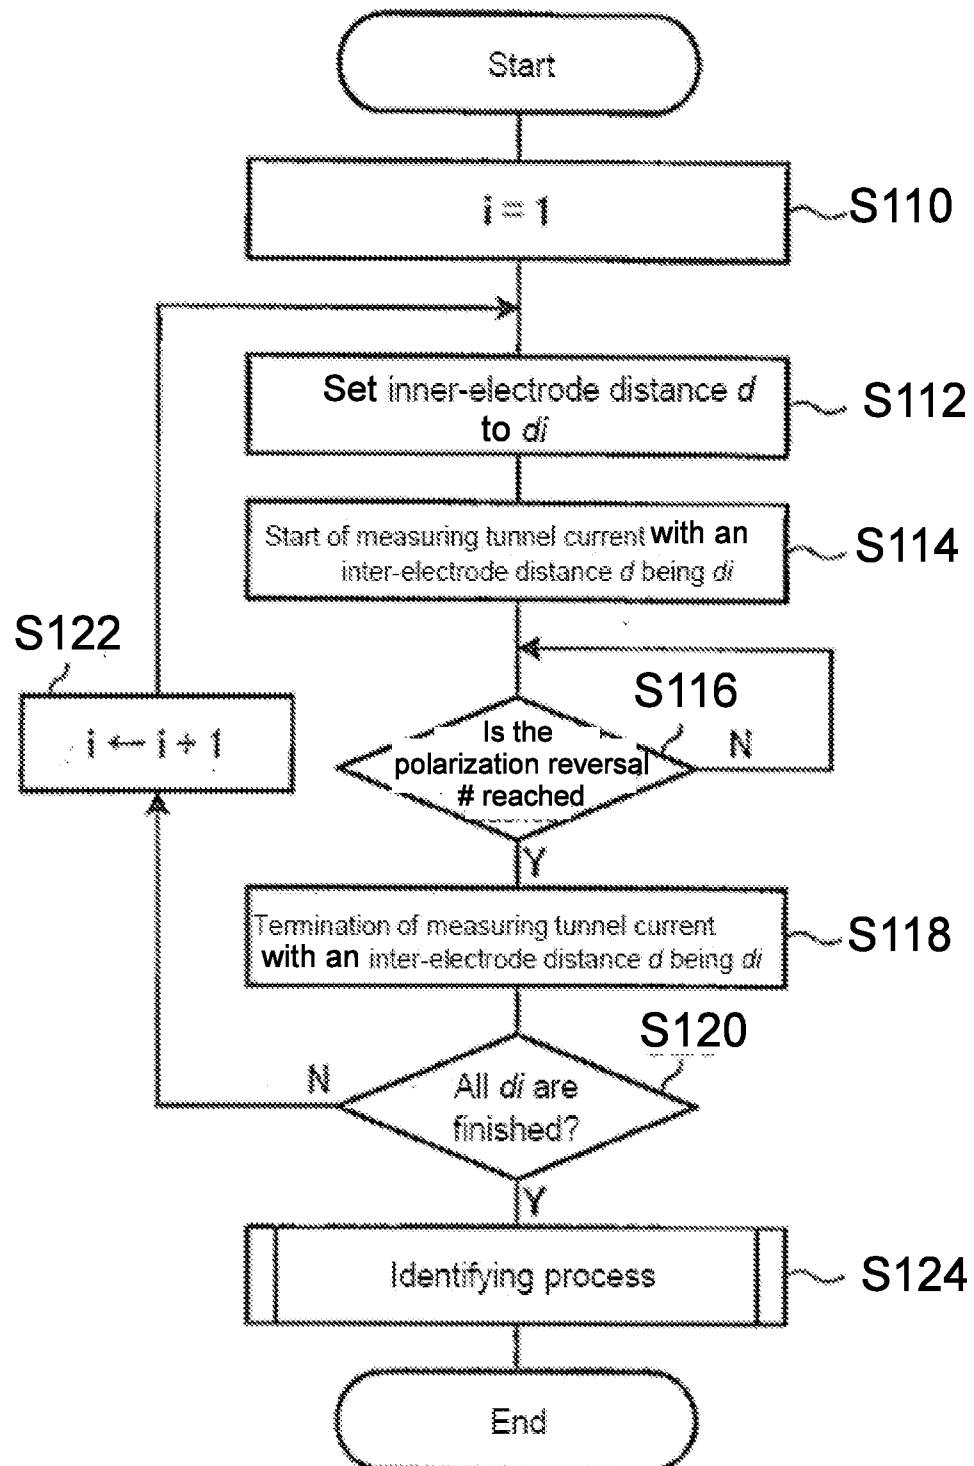 Start
i = 1
S110
Set inner-electrode distance d
to di
S112
Start of measuring tunnel current with an
inter-electrode distance d being di
S114
S122
i ← i + 1
S116
Is the
polarization reversal
# reached
N
Y
Termination of measuring tunnel current
with an inter-electrode distance d being di
S118
S120
N
All di are
finished?
Y
Identifying process
S124
End